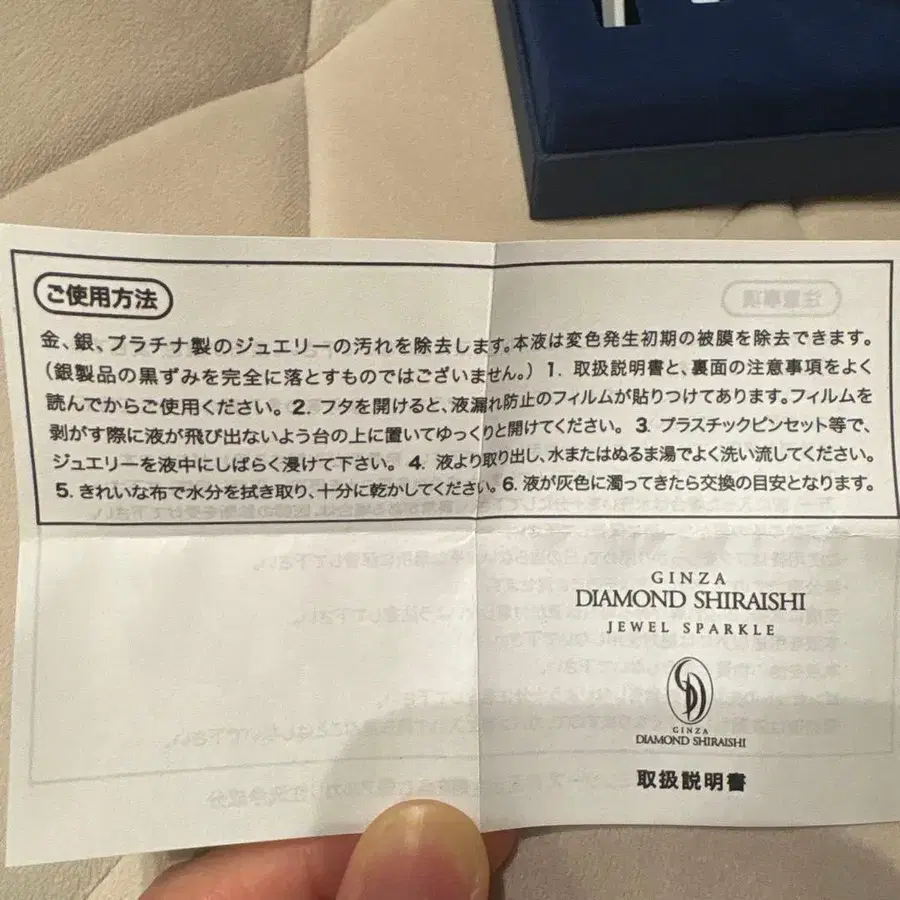 ご使用方法
金、銀、プラチナ製のジュエリーの汚れを除去します。本液は変色発生初期の被膜を除去できます。
（銀製品の黒ずみを完全に落とすものではございません。）1. 取扱説明書と、裏面の注意事項をよく
読んでからご使用ください。2. フタを開けると、液漏れ防止のフィルムが貼りつけてあります。フィルムを
剥がす際に液が飛び出ないよう台の上に置いてゆっくりと開けてください。3. プラスチックピンセット等で、
ジュエリーを液中にしばらく浸けて下さい。4. 液より取り出し、水またはぬるま湯でよく洗い流してください。
5. きれいな布で水分を拭き取り、十分に乾かしてください。6. 液が灰色に濁ってきたら交換の目安となります。
GINZA
DIAMOND SHIRAISHI
JEWEL SPARKLE
GINZA
DIAMOND SHIRAISHI
取扱説明書